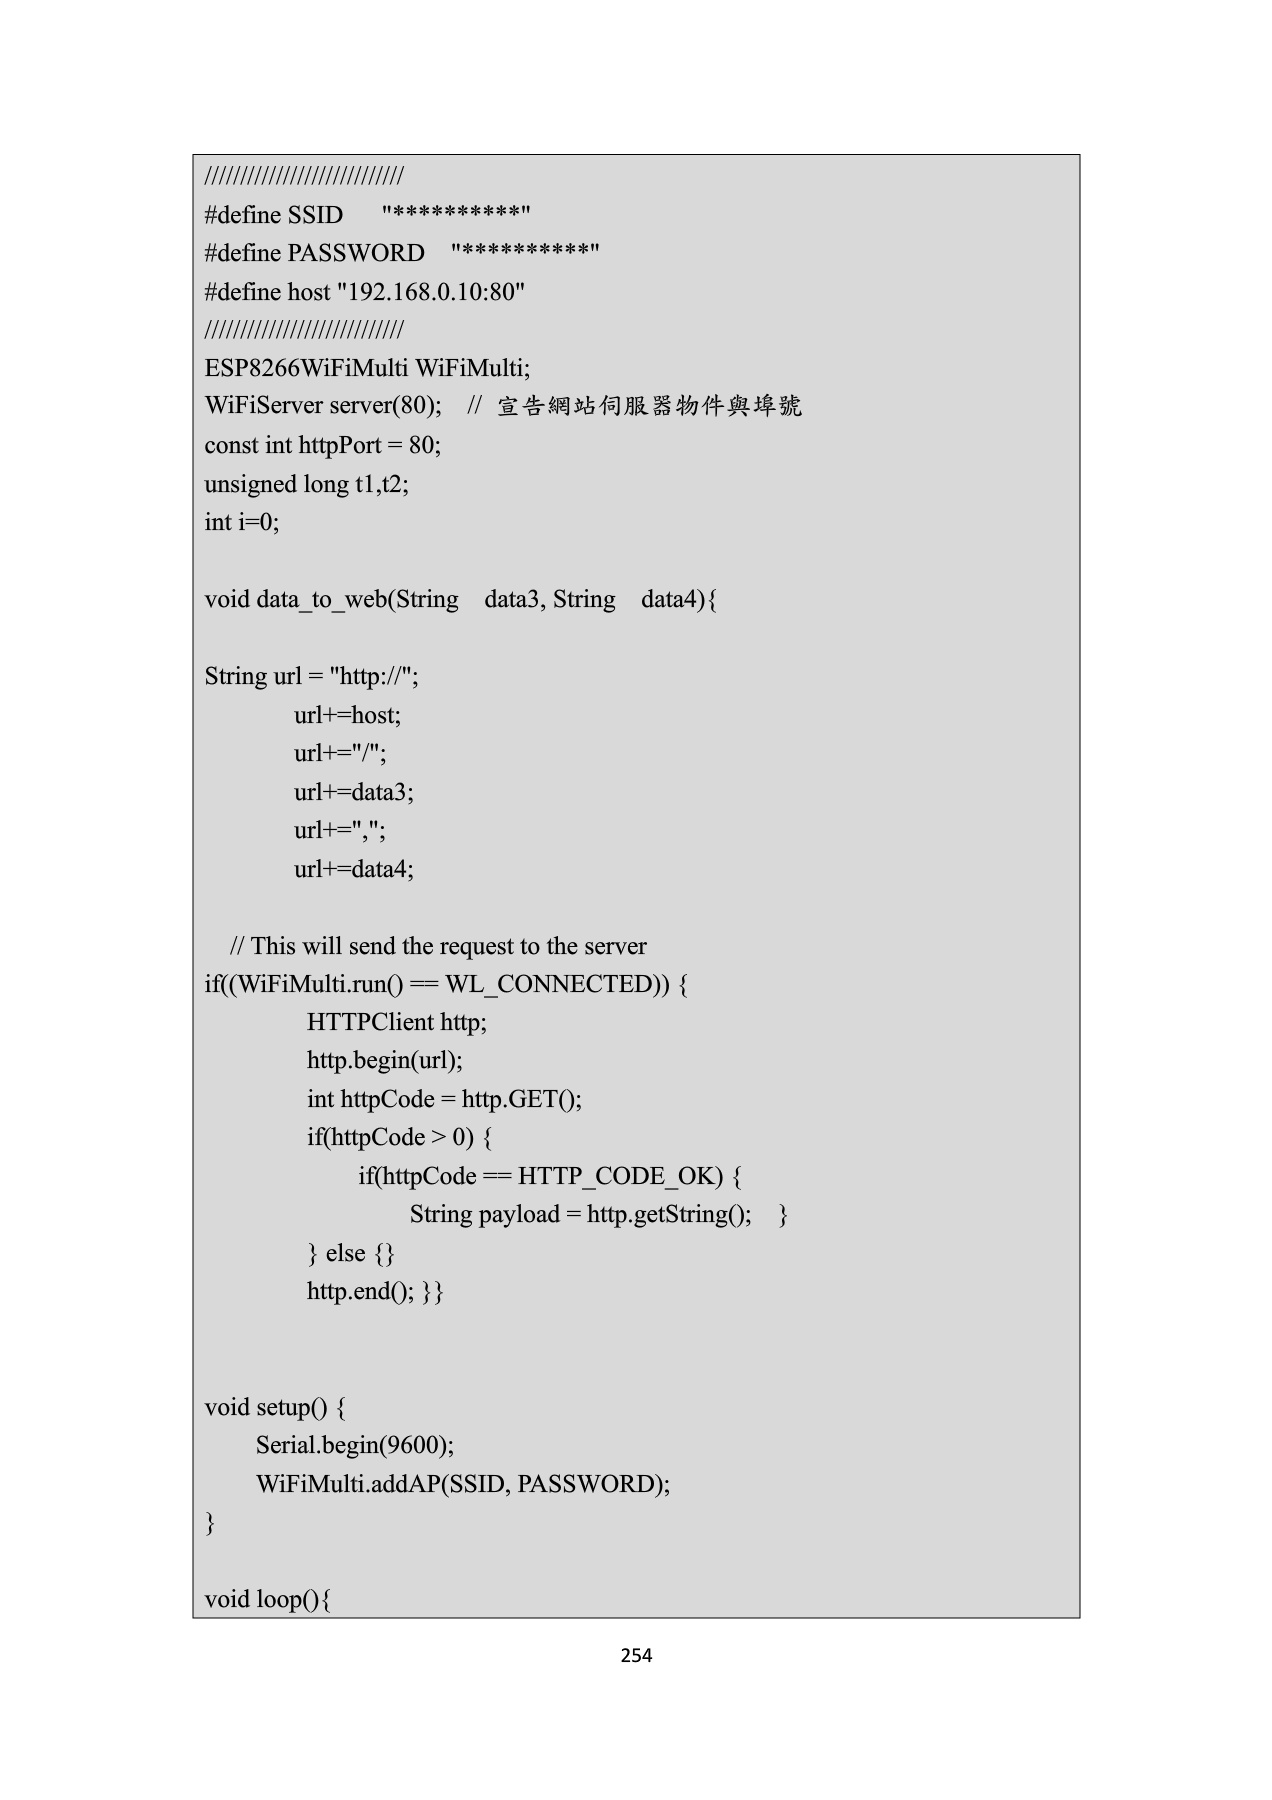 ////////////////////////////
#define SSID "**********"
#define PASSWORD "**********"
#define host "192.168.0.10:80"
////////////////////////////
ESP8266WiFiMulti WiFiMulti;
WiFiServer server(80); // 宣告網站伺服器物件與埠號
const int httpPort = 80;
unsigned long t1,t2;
int i=0;
void data_to_web(String data3, String data4){
String url = "http://";
url+=host;
url+="/";
url+=data3;
url+=",";
url+=data4;
// This will send the request to the server
if((WiFiMulti.run() == WL_CONNECTED)) {
HTTPClient http;
http.begin(url);
int httpCode = http.GET();
if(httpCode > 0) {
if(httpCode == HTTP_CODE_OK) {
String payload = http.getString(); }
} else {}
http.end(); }}
void setup() {
Serial.begin(9600);
WiFiMulti.addAP(SSID, PASSWORD);
}
void loop(){
254